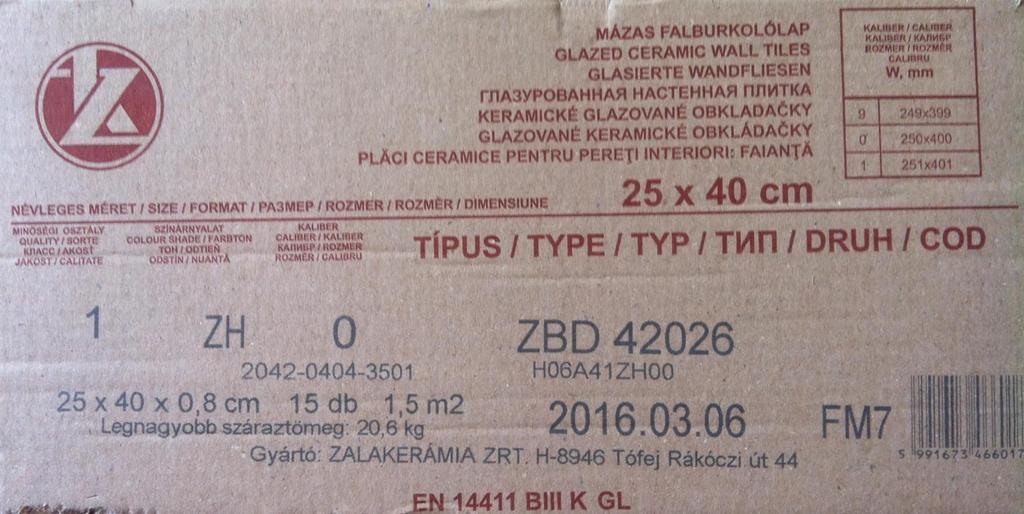 MÁZAS FALBURKOLÓLAP
GLAZED CERAMIC WALL TILES
GLASIERTE WANDFLIESEN
ГЛАЗУРОВАННАЯ НАСТЕННАЯ ПЛИТКА
KERAMICKÉ GLAZOVANÉ OBKLADAČKY
GLAZOVANÉ KERAMICKÉ OBKLÁDAČKY
PLĂCI CERAMICE PENTRU PEREŢI INTERIORI: FAIANŢĂ
KALIBER / CALIBER
KALIBER / КАЛИБР
ROZMER / ROZMĚR
CALIBRU
W, mm
9 249x399
0 250x400
1 251x401
25 x 40 cm
NÉVLEGES MÉRET / SIZE / FORMAT / РАЗМЕР / ROZMER / ROZMĚR / DIMENSIUNE
MINŐSÉGI OSZTÁLY
QUALITY / SORTE
КЛАСС / AKOSŤ
JAKOST / CALITATE
SZÍNÁRNYALAT
COLOUR SHADE / FARBTON
ТОН / ODTIEŇ
ODSTÍN / NUANTĂ
KALIBER
CALIBER / KALIBER
КАЛИБР / ROZMER
ROZMĚR / CALIBRU
TÍPUS / TYPE / TYP / ТИП / DRUH / COD
1 ZH 0 ZBD 42026
2042-0404-3501 H06A41ZH00
25 x 40 x 0,8 cm 15 db 1,5 m2 2016.03.06 FM7
Legnagyobb száraztömeg: 20,6 kg
Gyártó: ZALAKERÁMIA ZRT. H-8946 Tófej Rákóczi út 44
5 991673 466017
EN 14411 BIII K GL